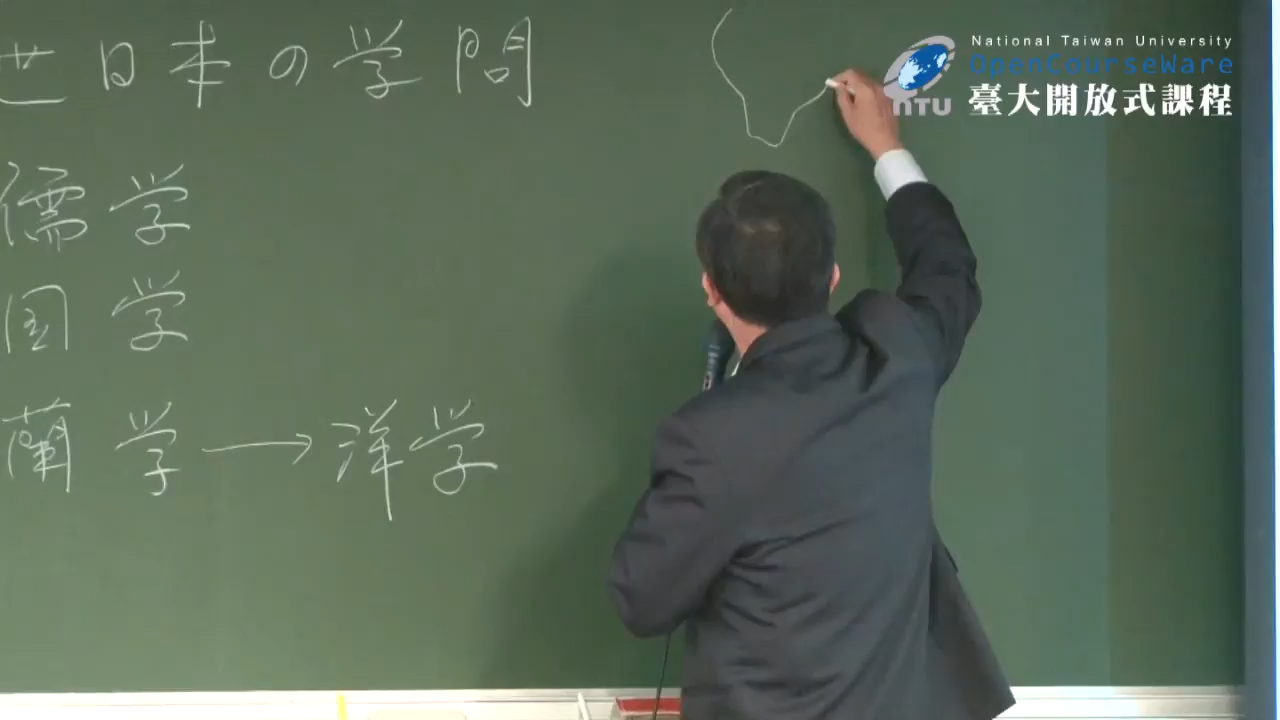 世日本の学問
儒学
国学
蘭学→洋学
National Taiwan University
OpenCourseWare
NTU
臺大開放式課程